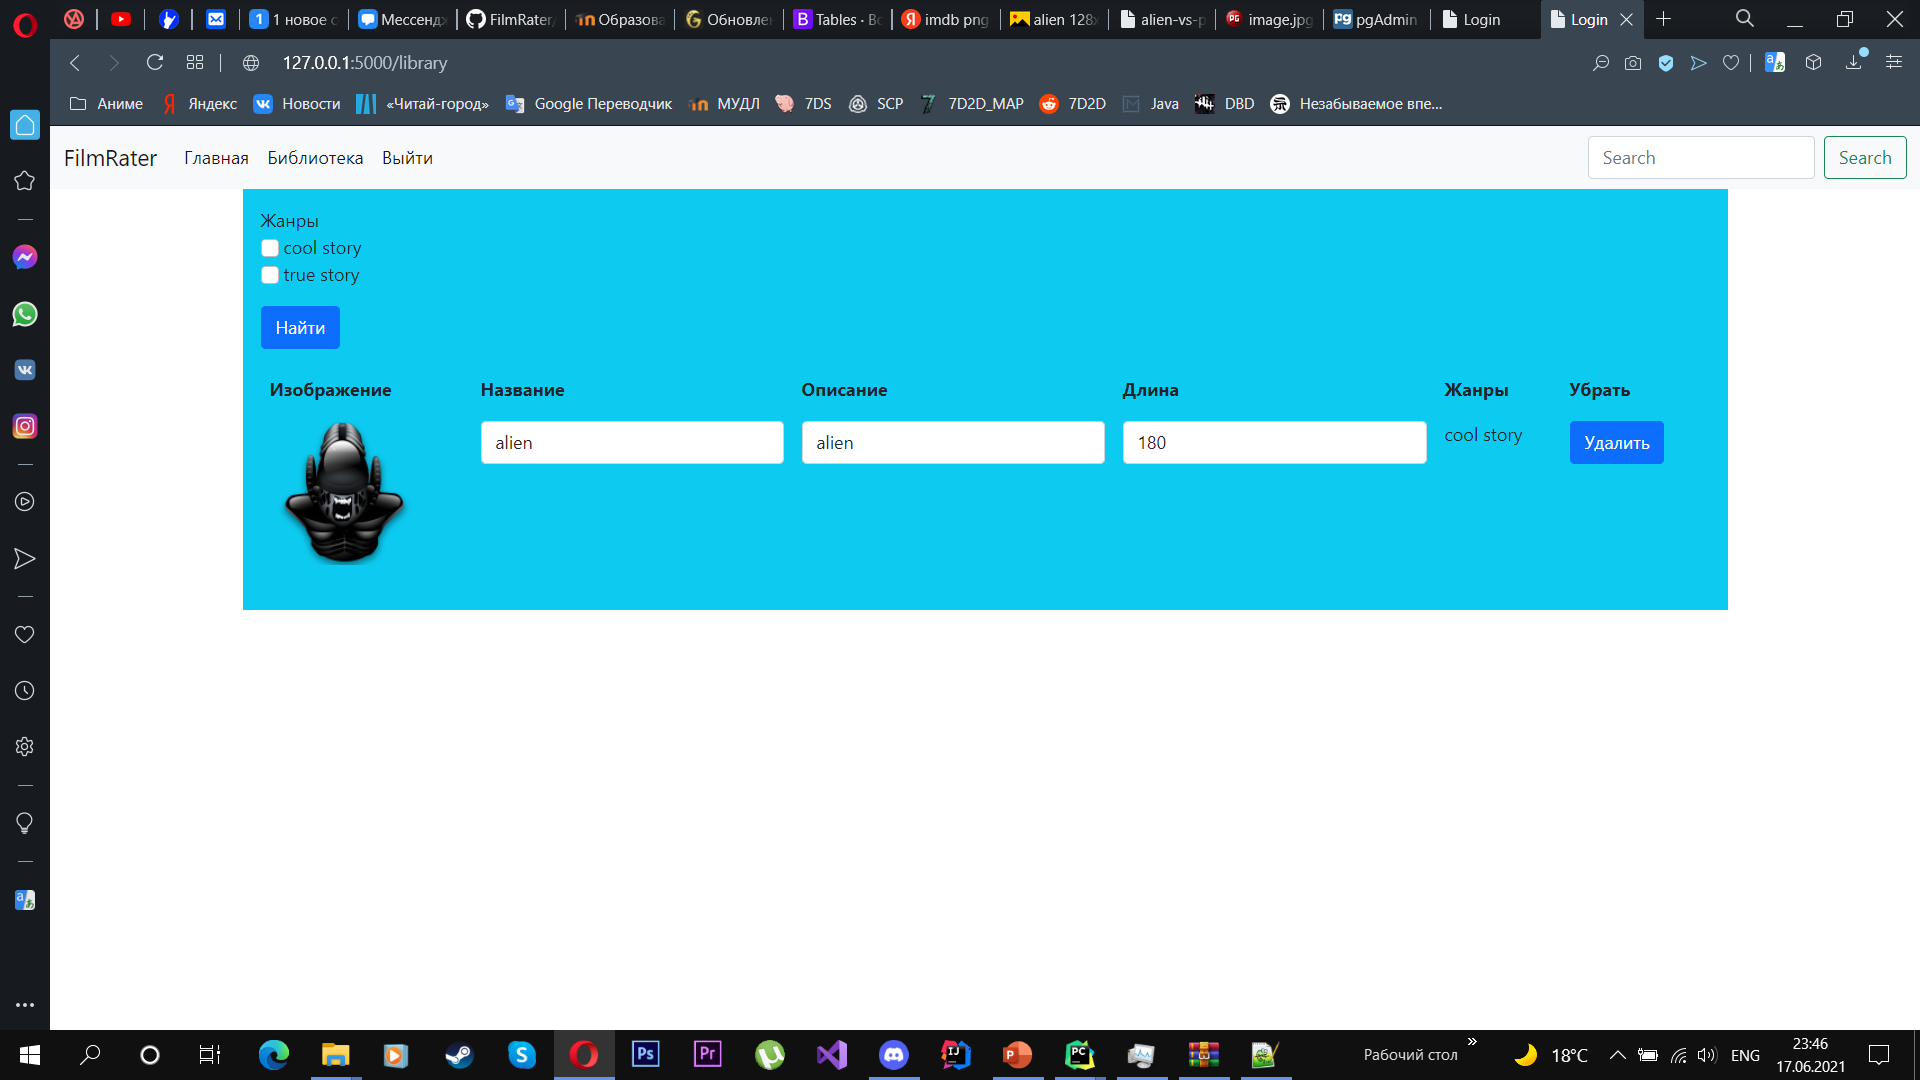 1 новое с
Мессендж
FilmRater/
Образова
Обновлен
Tables · Bo
imdb png
alien 128x
alien-vs-p
image.jpg
pgAdmin
Login
Login
127.0.0.1:5000/library
Аниме
Яндекс
Новости
«Читай-город»
Google Переводчик
МУДЛ
7DS
SCP
7D2D_MAP
7D2D
Java
DBD
Незабываемое впе...
FilmRater Главная Библиотека Выйти
Search
Search
Жанры
cool story
true story
Найти
Изображение Название Описание Длина Жанры Убрать
alien alien 180 cool story Удалить
Рабочий стол
18°C
ENG
23:46
17.06.2021